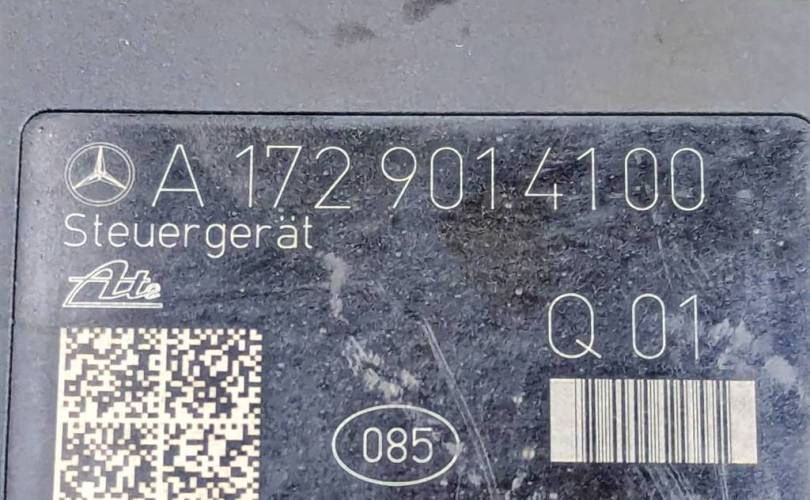 A 172 901 41 00
Steuergerät
Ate
Q 01
085